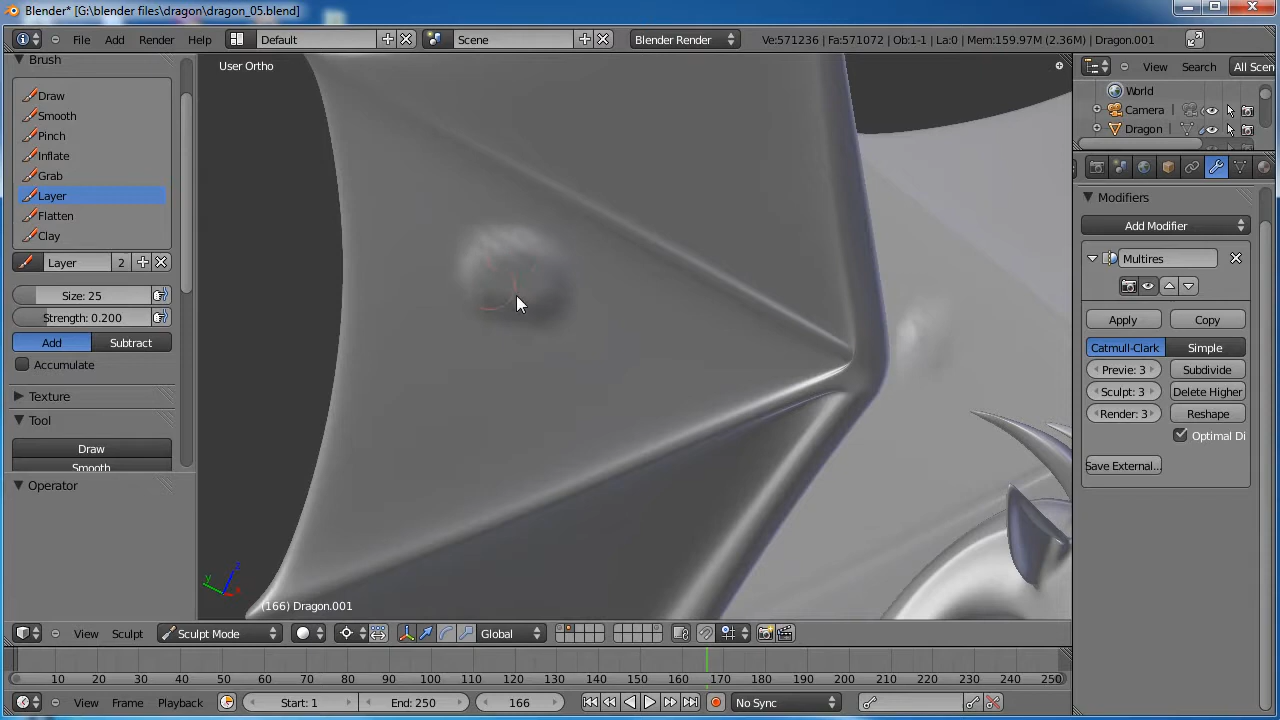 Blender* [G:\blender files\dragon\dragon_05.blend]
File Add Render Help Default Scene Blender Render Ve:571236 | Fa:571072 | Ob:1-1 | La:0 | Mem:159.97M (2.36M) | Dragon.001
Brush
Draw
Smooth
Pinch
Inflate
Grab
Layer
Flatten
Clay
Layer 2
Size: 25
Strength: 0.200
Add Subtract
Accumulate
Texture
Tool
Draw
Smooth
Operator
User Ortho
y z
(166) Dragon.001
View Search All Scen
World
Camera
Dragon
Modifiers
Add Modifier
Multires
Apply Copy
Catmull-Clark Simple
Previe: 3 Subdivide
Sculpt: 3 Delete Higher
Render: 3 Reshape
Optimal Di
Save External...
View Sculpt Sculpt Mode Global
10 20 30 40 50 60 70 80 90 100 110 120 130 140 150 160 170 180 190 200 210 220 230 240 250
View Frame Playback Start: 1 End: 250 166 No Sync